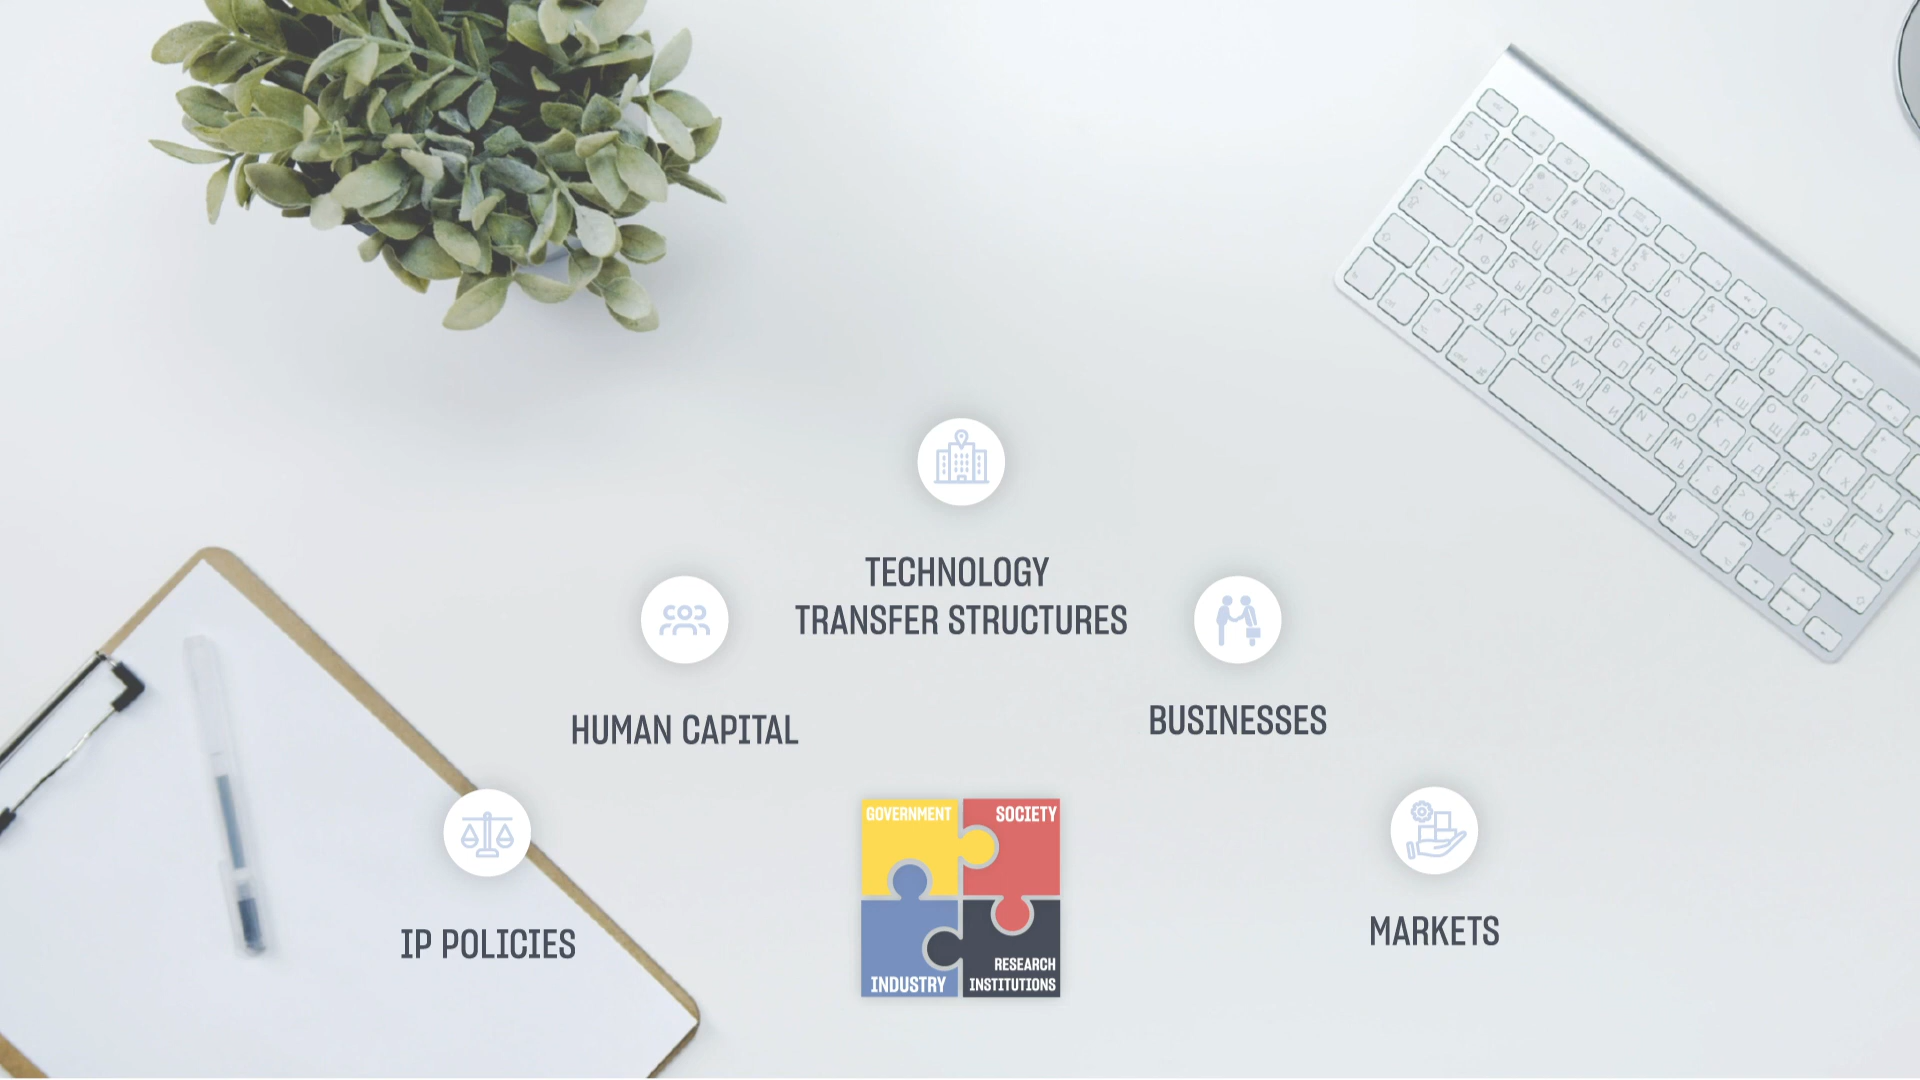 TECHNOLOGY
TRANSFER STRUCTURES
HUMAN CAPITAL
BUSINESSES
IP POLICIES
MARKETS
GOVERNMENT
SOCIETY
INDUSTRY
RESEARCH
INSTITUTIONS